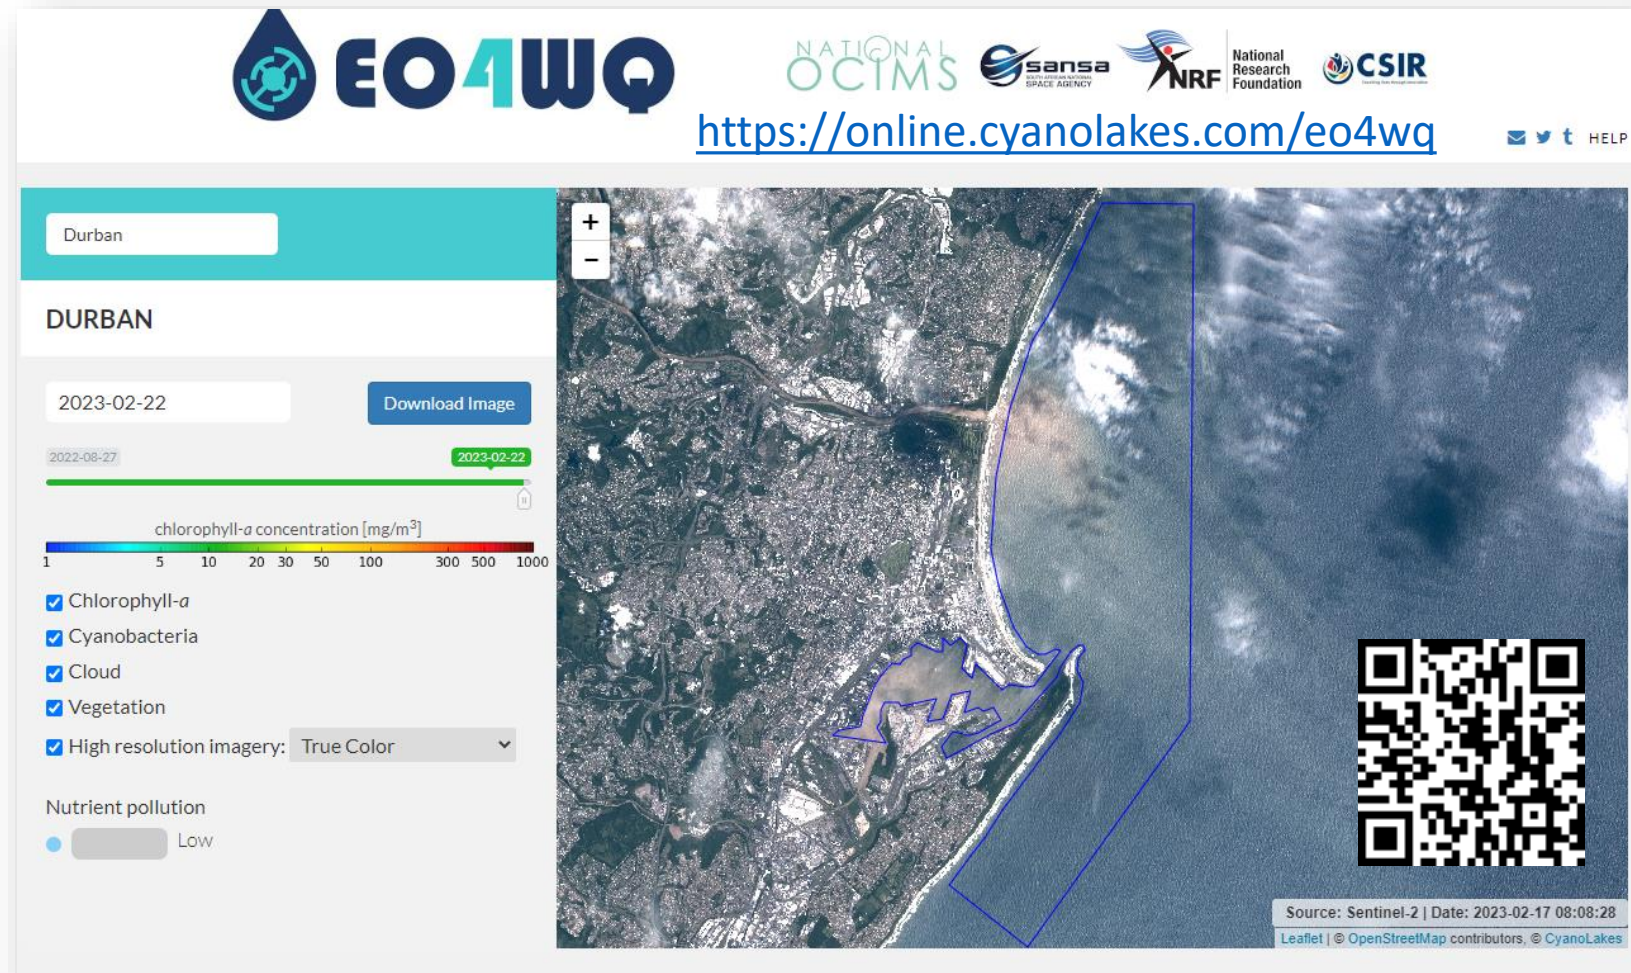 EO4WQ
NATIONAL
OCIMS
sansa
SOUTH AFRICAN NATIONAL
SPACE AGENCY
NRF
National
Research
Foundation
CSIR
https://online.cyanolakes.com/eo4wq
t HELP
Durban
+
−
DURBAN
2023-02-22
Download Image
2022-08-27
2023-02-22
chlorophyll-a concentration [mg/m³]
1 5 10 20 30 50 100 300 500 1000
Chlorophyll-a
Cyanobacteria
Cloud
Vegetation
High resolution imagery: True Color
Nutrient pollution
Low
Source: Sentinel-2 | Date: 2023-02-17 08:08:28
Leaflet | © OpenStreetMap contributors, © CyanoLakes